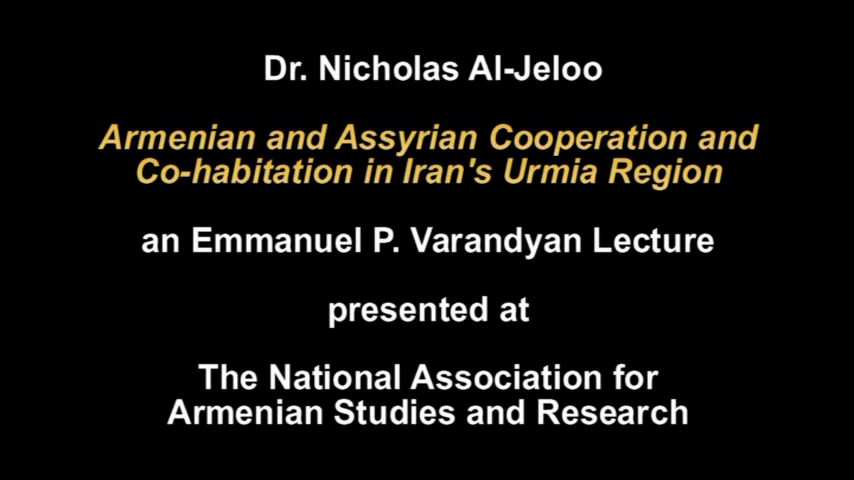 Dr. Nicholas Al-Jeloo
Armenian and Assyrian Cooperation and
Co-habitation in Iran's Urmia Region
an Emmanuel P. Varandyan Lecture
presented at
The National Association for
Armenian Studies and Research